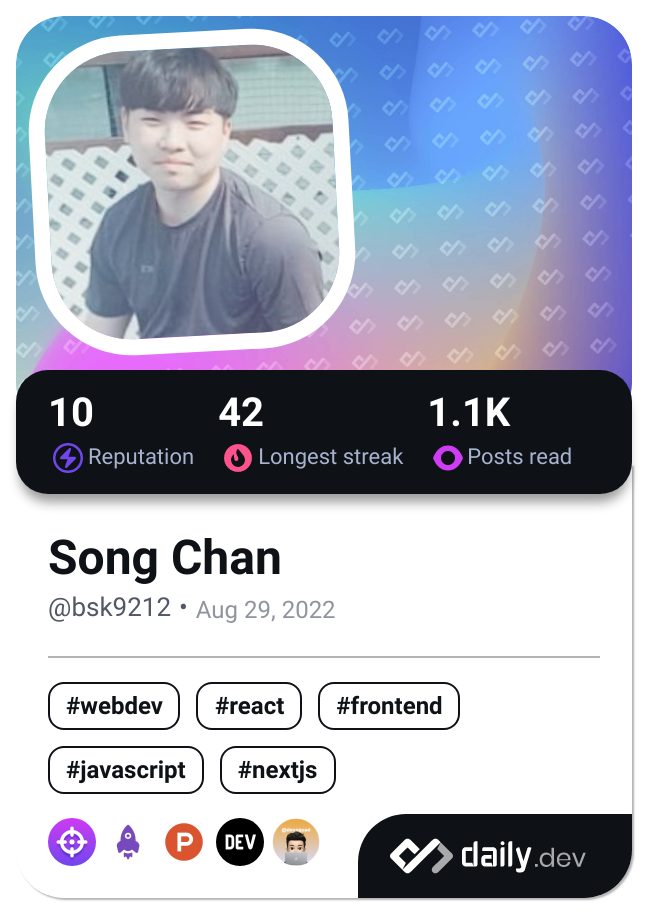 10 42 1.1K
Reputation Longest streak Posts read
Song Chan
@bsk9212 • Aug 29, 2022
#webdev #react #frontend
#javascript #nextjs
P DEV daily.dev